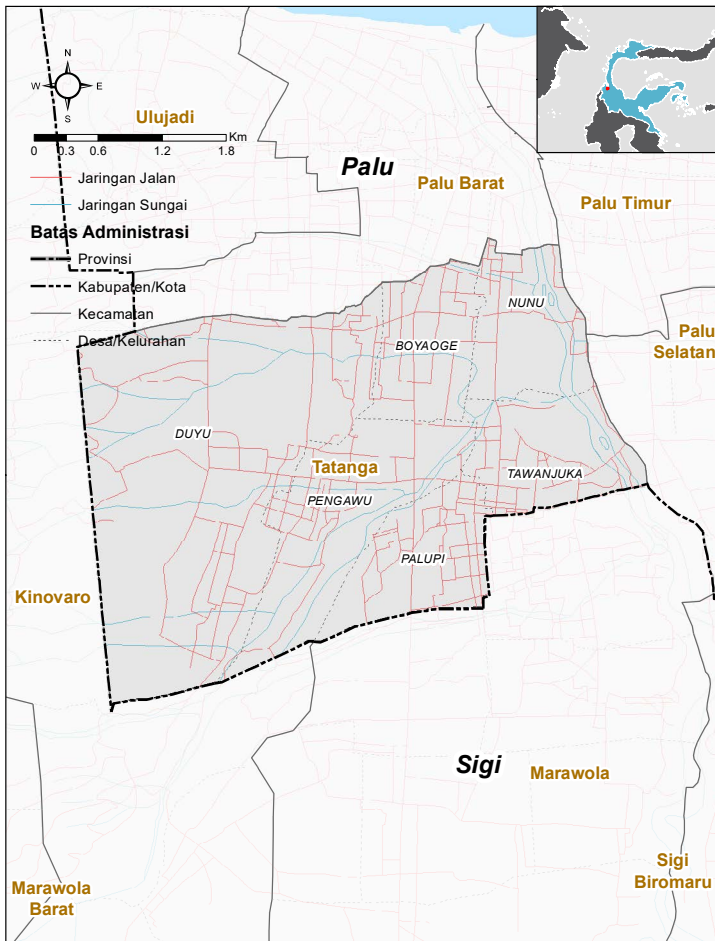 N
W E
S
Ulujadi
Km
0 0.3 0.6 1.2 1.8
Palu
Jaringan Jalan
Palu Barat
Jaringan Sungai
Palu Timur
Batas Administrasi
Provinsi
Kabupaten/Kota
NUNU
Kecamatan
Desa/Kelurahan
Palu
Selatan
BOYAOGE
DUYU
Tatanga
TAWANJUKA
PENGAWU
PALUPI
Kinovaro
Sigi
Marawola
Sigi
Biromaru
Marawola
Barat